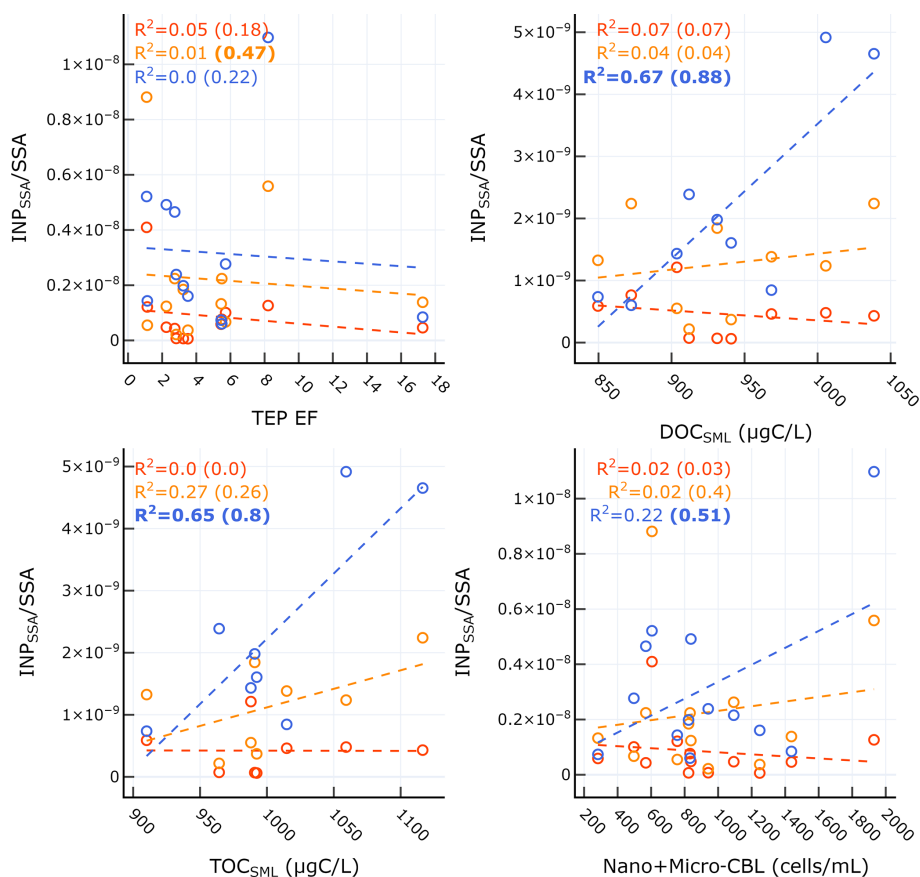 R²=0.05 (0.18)
R²=0.01 (0.47)
R²=0.0 (0.22)
1×10⁻⁸
0.8×10⁻⁸
0.6×10⁻⁸
0.4×10⁻⁸
0.2×10⁻⁸
0
INP_SSA/SSA
0 2 4 6 8 10 12 14 16 18
TEP EF
R²=0.07 (0.07)
R²=0.04 (0.04)
R²=0.67 (0.88)
5×10⁻⁹
4×10⁻⁹
3×10⁻⁹
2×10⁻⁹
1×10⁻⁹
0
INP_SSA/SSA
850 900 950 1000 1050
DOC_SML (µgC/L)
R²=0.0 (0.0)
R²=0.27 (0.26)
R²=0.65 (0.8)
5×10⁻⁹
4×10⁻⁹
3×10⁻⁹
2×10⁻⁹
1×10⁻⁹
0
INP_SSA/SSA
900 950 1000 1050 1100
TOC_SML (µgC/L)
R²=0.02 (0.03)
R²=0.02 (0.4)
R²=0.22 (0.51)
1×10⁻⁸
0.8×10⁻⁸
0.6×10⁻⁸
0.4×10⁻⁸
0.2×10⁻⁸
0
INP_SSA/SSA
200 400 600 800 1000 1200 1400 1600 1800 2000
Nano+Micro-CBL (cells/mL)